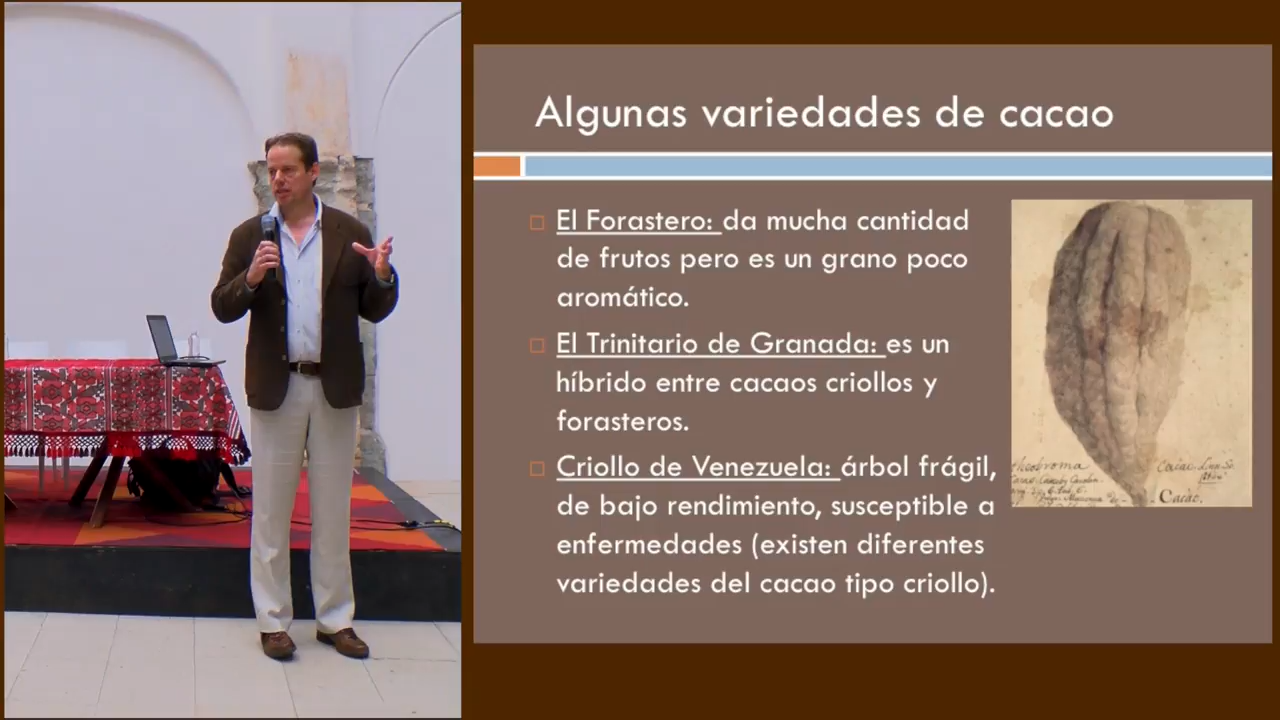 Algunas variedades de cacao
El Forastero: da mucha cantidad
de frutos pero es un grano poco
aromático.
El Trinitario de Granada: es un
híbrido entre cacaos criollos y
forasteros.
Criollo de Venezuela: árbol frágil,
de bajo rendimiento, susceptible a
enfermedades (existen diferentes
variedades del cacao tipo criollo).
theobroma
Cacao.